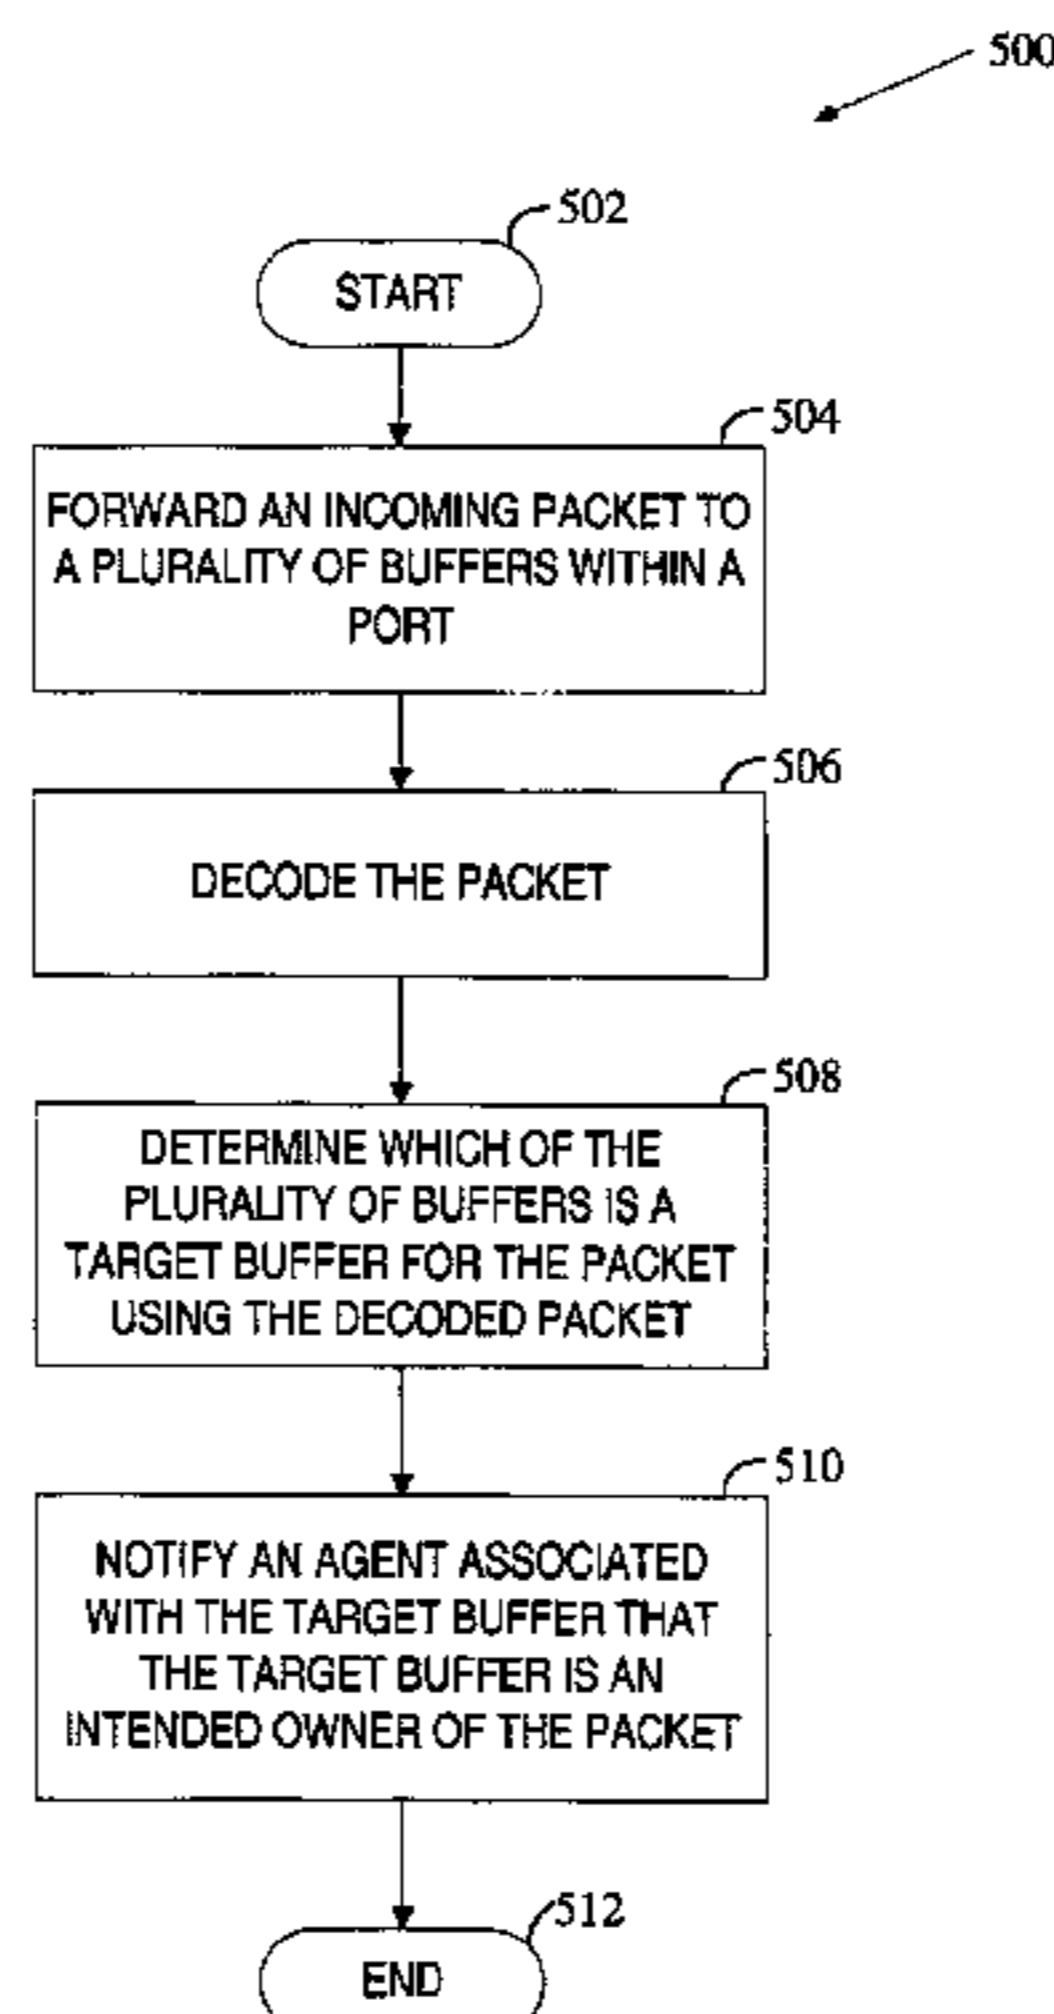 500
502
START
504
FORWARD AN INCOMING PACKET TO
A PLURALITY OF BUFFERS WITHIN A
PORT
506
DECODE THE PACKET
508
DETERMINE WHICH OF THE
PLURALITY OF BUFFERS IS A
TARGET BUFFER FOR THE PACKET
USING THE DECODED PACKET
510
NOTIFY AN AGENT ASSOCIATED
WITH THE TARGET BUFFER THAT
THE TARGET BUFFER IS AN
INTENDED OWNER OF THE PACKET
512
END